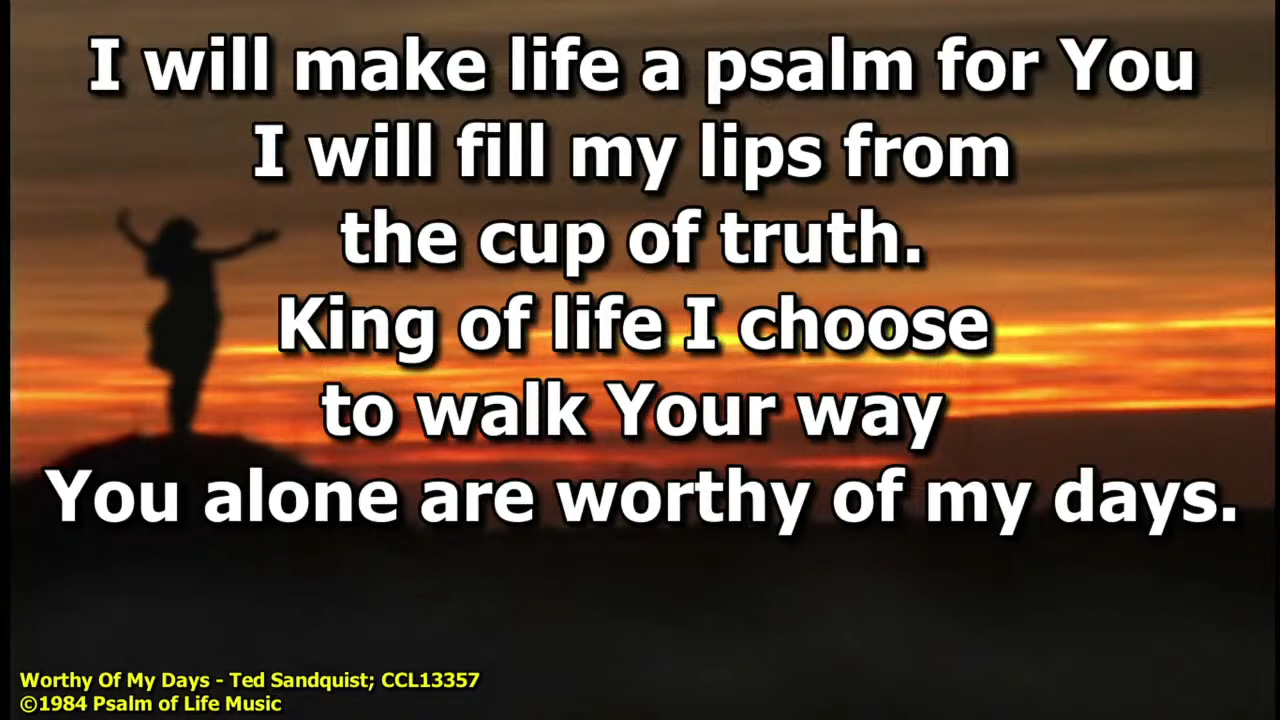 I will make life a psalm for You
I will fill my lips from
the cup of truth.
King of life I choose
to walk Your way
You alone are worthy of my days.
Worthy Of My Days - Ted Sandquist; CCL13357
©1984 Psalm of Life Music